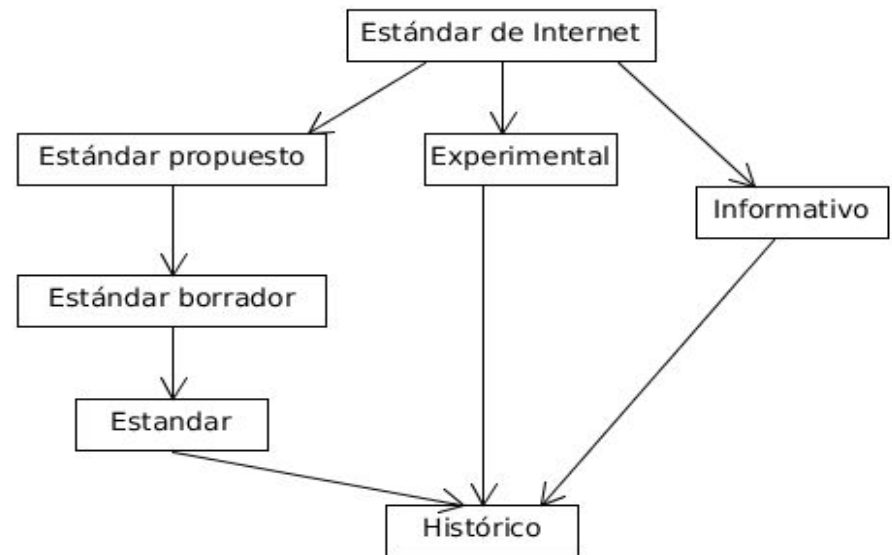 Estándar de Internet
Estándar propuesto
Experimental
Informativo
Estándar borrador
Estandar
Histórico